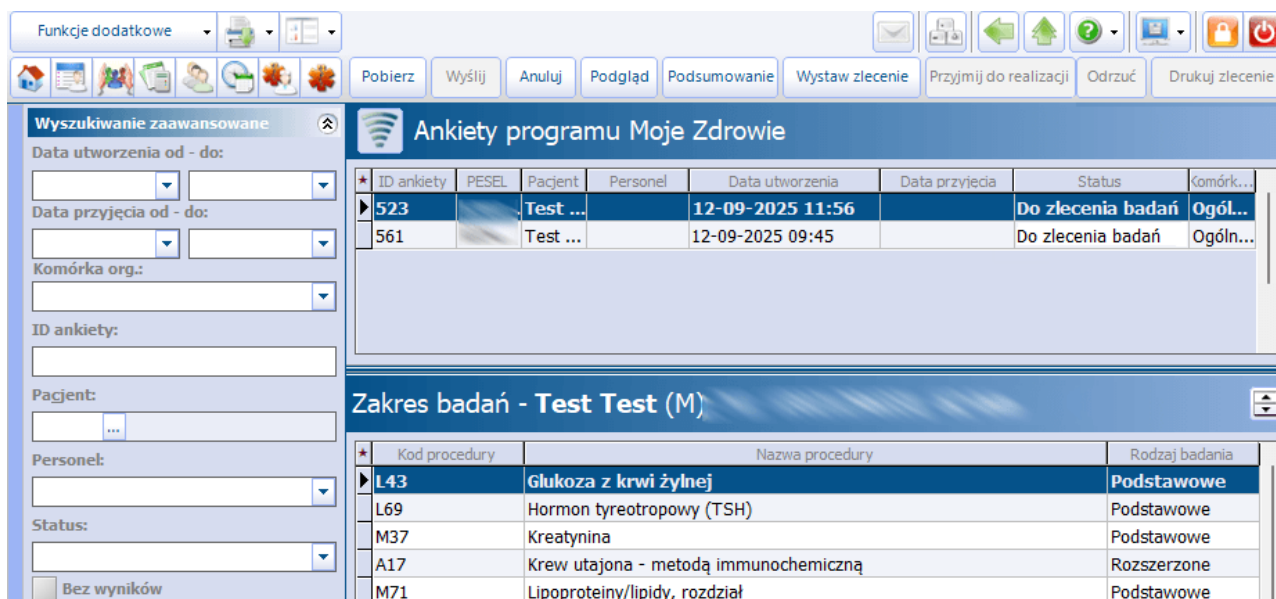 Funkcje dodatkowe
Pobierz Wyślij Anuluj Podgląd Podsumowanie Wystaw zlecenie Przyjmij do realizacji Odrzuć Drukuj zlecenie
Wyszukiwanie zaawansowane
Data utworzenia od - do:
Data przyjęcia od - do:
Komórka org.:
ID ankiety:
Pacjent:
...
Personel:
Status:
Bez wyników
Ankiety programu Moje Zdrowie
ID ankiety PESEL Pacjent Personel Data utworzenia Data przyjęcia Status Komórk...
523 Test ... 12-09-2025 11:56 Do zlecenia badań Ogól...
561 Test ... 12-09-2025 09:45 Do zlecenia badań Ogóln...
Zakres badań - Test Test (M)
Kod procedury Nazwa procedury Rodzaj badania
L43 Glukoza z krwi żylnej Podstawowe
L69 Hormon tyreotropowy (TSH) Podstawowe
M37 Kreatynina Podstawowe
A17 Krew utajona - metodą immunochemiczną Rozszerzone
M71 Lipoproteiny/lipidy, rozdział Podstawowe